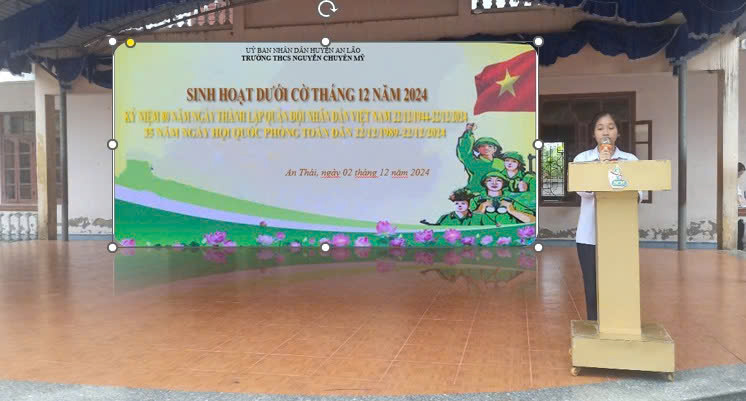 UỶ BAN NHÂN DÂN HUYỆN AN LÃO
TRƯỜNG THCS NGUYỄN CHUYÊN MỸ
SINH HOẠT DƯỚI CỜ THÁNG 12 NĂM 2024
KỶ NIỆM 80 NĂM NGÀY THÀNH LẬP QUÂN ĐỘI NHÂN DÂN VIỆT NAM 22/12/1944-22/12/2024
35 NĂM NGÀY HỘI QUỐC PHÒNG TOÀN DÂN 22/12/1989-22/12/2024
An Thái, ngày 02 tháng 12 năm 2024